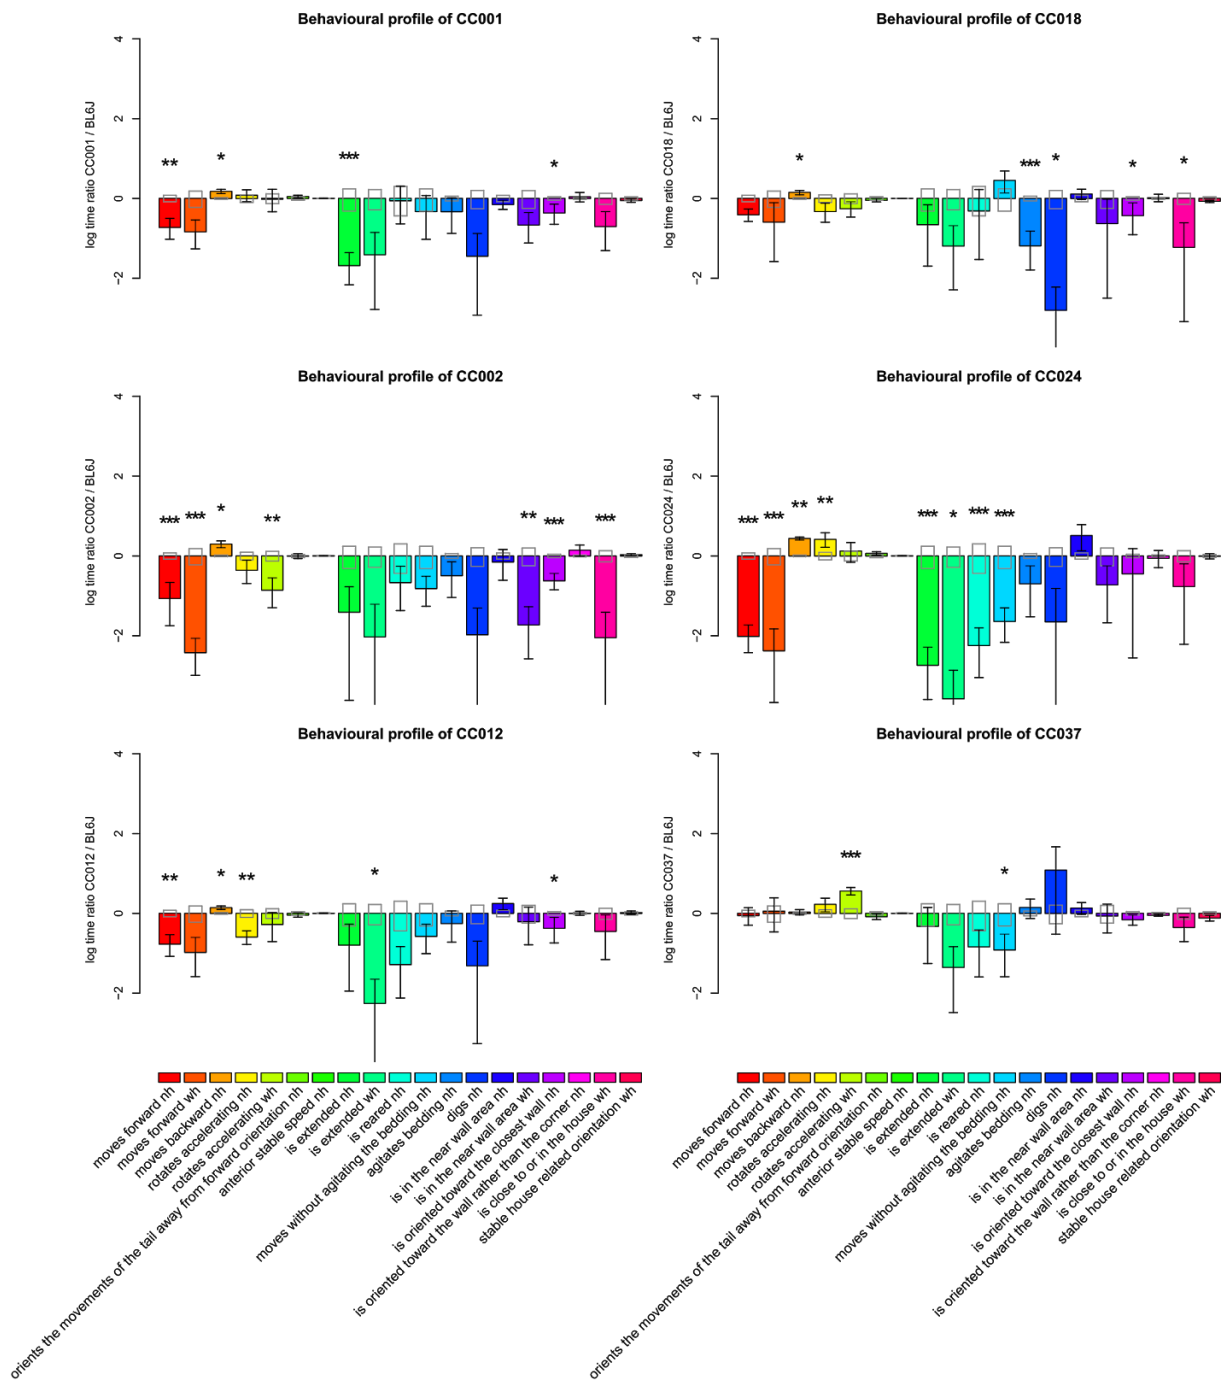 Behavioural profile of CC001
log time ratio CC001 / BL6J
4
2
0
−2
** * *** *
Behavioural profile of CC018
log time ratio CC018 / BL6J
4
2
0
−2
* *** * * *
Behavioural profile of CC002
log time ratio CC002 / BL6J
4
2
0
−2
*** *** * ** ** *** ***
Behavioural profile of CC024
log time ratio CC024 / BL6J
4
2
0
−2
*** *** ** ** *** * *** ***
Behavioural profile of CC012
log time ratio CC012 / BL6J
4
2
0
−2
** * ** * *
Behavioural profile of CC037
log time ratio CC037 / BL6J
4
2
0
−2
*** *
moves forward nh
moves forward wh
moves backward nh
rotates accelerating nh
rotates accelerating wh
orients the movements of the tail away from forward orientation nh
anterior stable speed nh
is extended nh
is extended wh
is reared nh
moves without agitating the bedding nh
agitates bedding nh
digs nh
is in the near wall area nh
is in the near wall area wh
is oriented toward the closest wall nh
is oriented toward the wall rather than the corner nh
is close to or in the house wh
stable house related orientation wh
moves forward nh
moves forward wh
moves backward nh
rotates accelerating nh
rotates accelerating wh
orients the movements of the tail away from forward orientation nh
anterior stable speed nh
is extended nh
is extended wh
is reared nh
moves without agitating the bedding nh
agitates bedding nh
digs nh
is in the near wall area nh
is in the near wall area wh
is oriented toward the closest wall nh
is oriented toward the wall rather than the corner nh
is close to or in the house wh
stable house related orientation wh